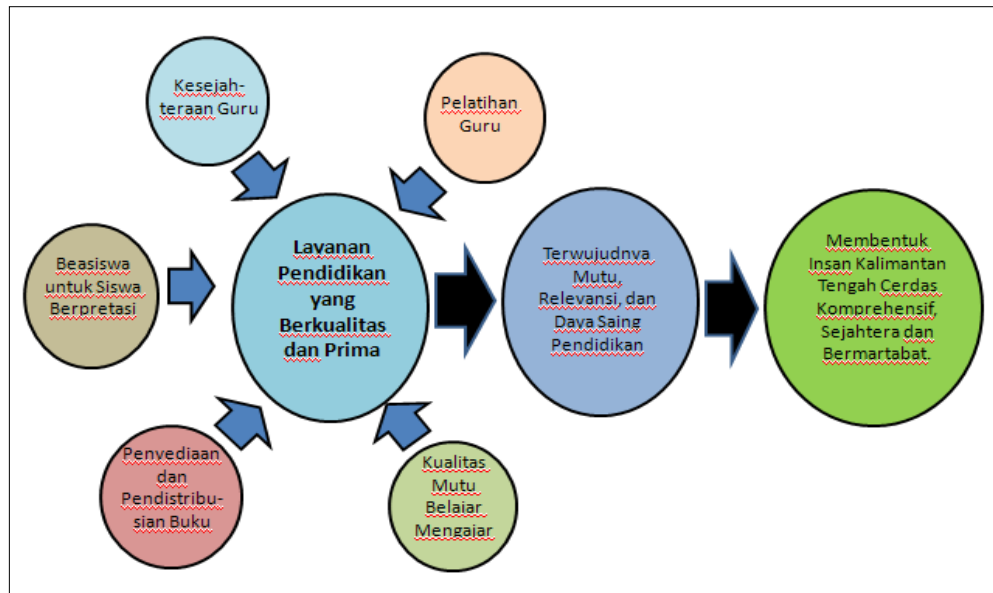 Kesejah-
teraan Guru
Pelatihan
Guru
Beasiswa
untuk Siswa
Berpretasi
Layanan
Pendidikan
yang
Berkualitas
dan Prima
Terwujudnya
Mutu,
Relevansi, dan
Daya Saing
Pendidikan
Membentuk
Insan Kalimantan
Tengah Cerdas
Komprehensif,
Sejahtera dan
Bermartabat.
Penyediaan
dan
Pendistribu-
sian Buku
Kualitas
Mutu
Belajar
Mengajar